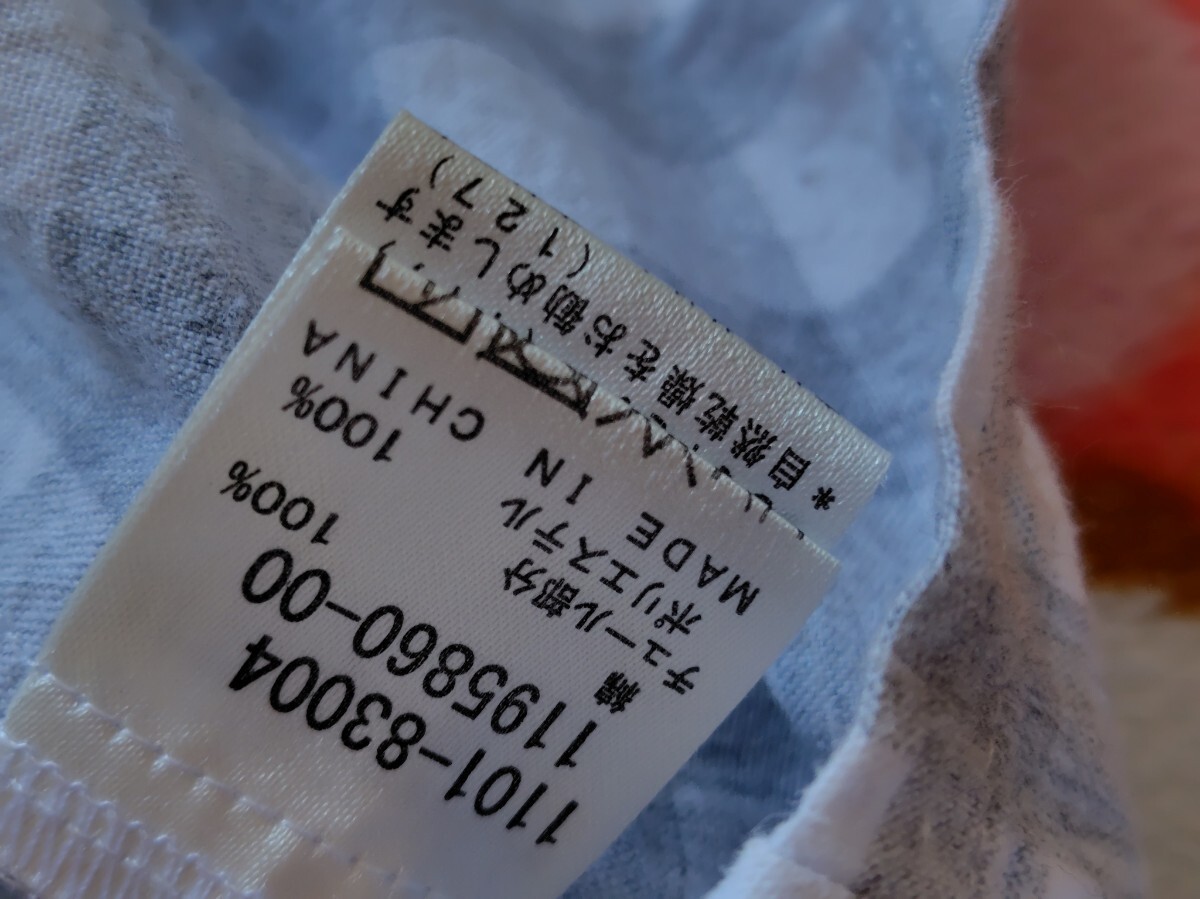 1101-83004
1195860-00
綿 100%
チュール部分
ポリエステル 100%
MADE IN CHINA
*自然乾燥をお勧めします
(127)